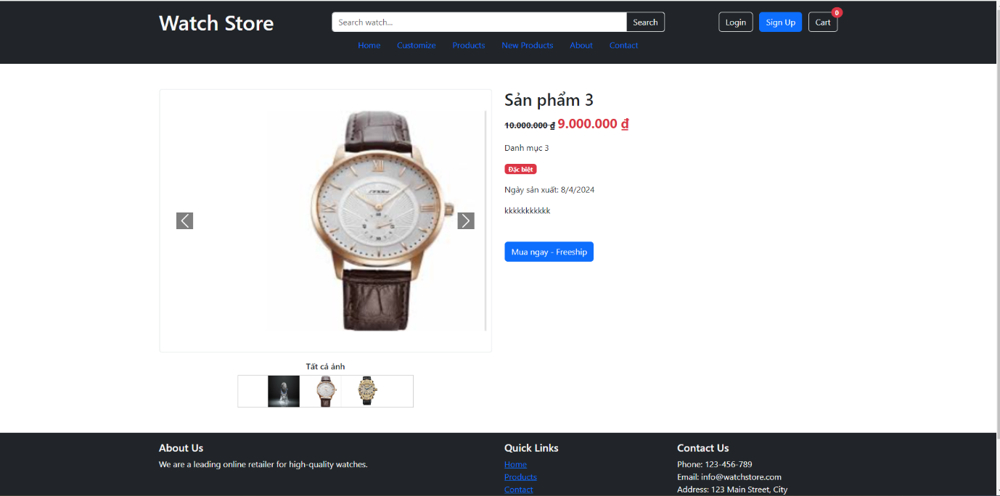 Watch Store
Search watch...
Search
Login
Sign Up
Cart
0
Home
Customize
Products
New Products
About
Contact
Sản phẩm 3
10.000.000 ₫ 9.000.000 ₫
Danh mục 3
Đặc biệt
Ngày sản xuất: 8/4/2024
kkkkkkkkkkk
Mua ngay - Freeship
XII
Tất cả ảnh
About Us
We are a leading online retailer for high-quality watches.
Quick Links
Home
Products
Contact
Contact Us
Phone: 123-456-789
Email: info@watchstore.com
Address: 123 Main Street, City